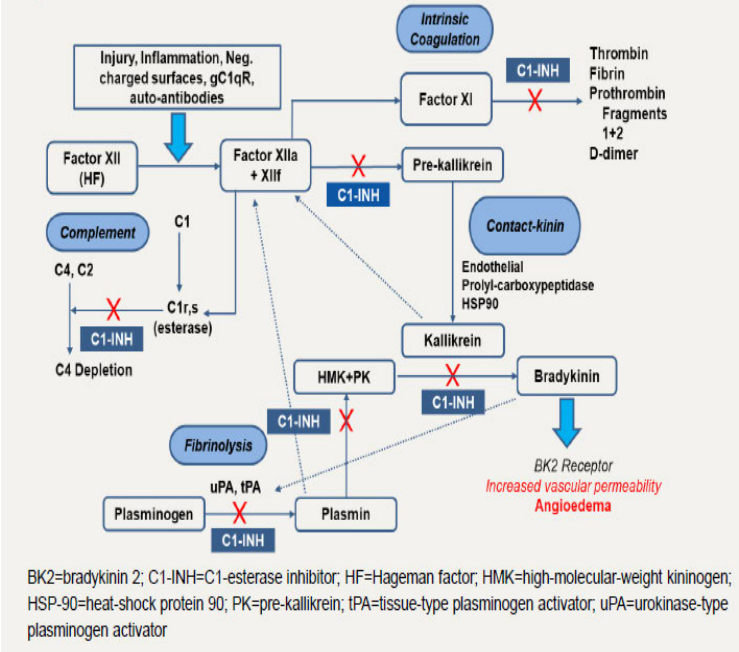 Intrinsic
Coagulation
Injury, Inflammation, Neg.
charged surfaces, gC1qR,
auto-antibodies
C1-INH
Thrombin
Fibrin
Prothrombin
Fragments
1+2
D-dimer
Factor XI
Factor XII
(HF)
Factor XIIa
+ XIIf
Pre-kallikrein
C1-INH
Complement
C1
Contact-kinin
C4, C2
Endothelial
Prolyl-carboxypeptidase
HSP90
C1r,s
(esterase)
C1-INH
C4 Depletion
Kallikrein
HMK+PK
Bradykinin
C1-INH
C1-INH
Fibrinolysis
BK2 Receptor
Increased vascular permeability
Angioedema
uPA, tPA
Plasminogen
Plasmin
C1-INH
BK2=bradykinin 2; C1-INH=C1-esterase inhibitor; HF=Hageman factor; HMK=high-molecular-weight kininogen;
HSP-90=heat-shock protein 90; PK=pre-kallikrein; tPA=tissue-type plasminogen activator; uPA=urokinase-type
plasminogen activator